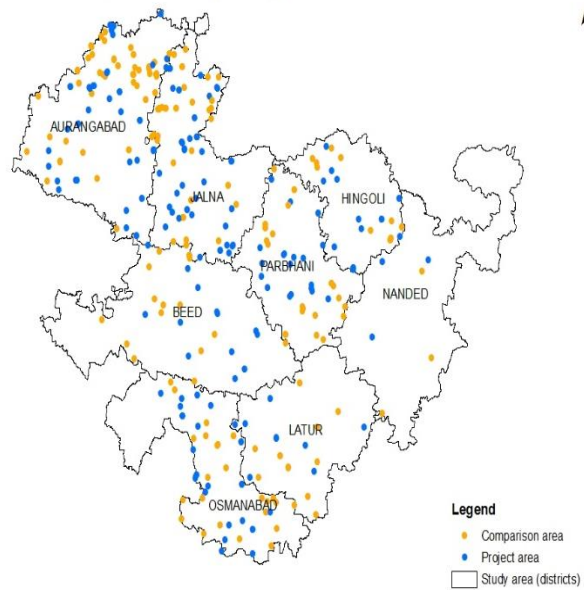 AURANGABAD
JALNA
HINGOLI
PARBHANI
NANDED
BEED
LATUR
OSMANABAD
Legend
Comparison area
Project area
Study area (districts)